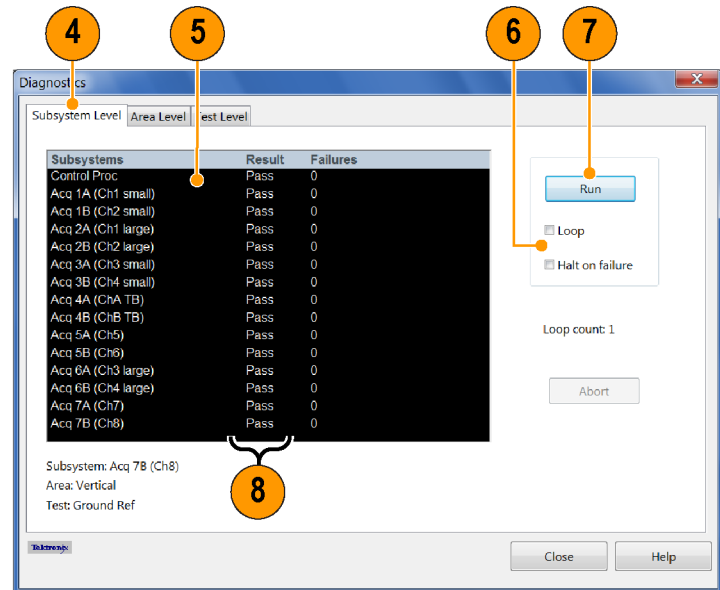 4 5 6 7
Diagnostics
Subsystem Level Area Level Test Level
Subsystems Result Failures
Control Proc Pass 0
Acq 1A (Ch1 small) Pass 0
Acq 1B (Ch2 small) Pass 0
Acq 2A (Ch1 large) Pass 0
Acq 2B (Ch2 large) Pass 0
Acq 3A (Ch3 small) Pass 0
Acq 3B (Ch4 small) Pass 0
Acq 4A (ChA TB) Pass 0
Acq 4B (ChB TB) Pass 0
Acq 5A (Ch5) Pass 0
Acq 5B (Ch6) Pass 0
Acq 6A (Ch3 large) Pass 0
Acq 6B (Ch4 large) Pass 0
Acq 7A (Ch7) Pass 0
Acq 7B (Ch8) Pass 0
8
Run
Loop
Halt on failure
Loop count: 1
Abort
Subsystem: Acq 7B (Ch8)
Area: Vertical
Test: Ground Ref
Tektronix
Close Help